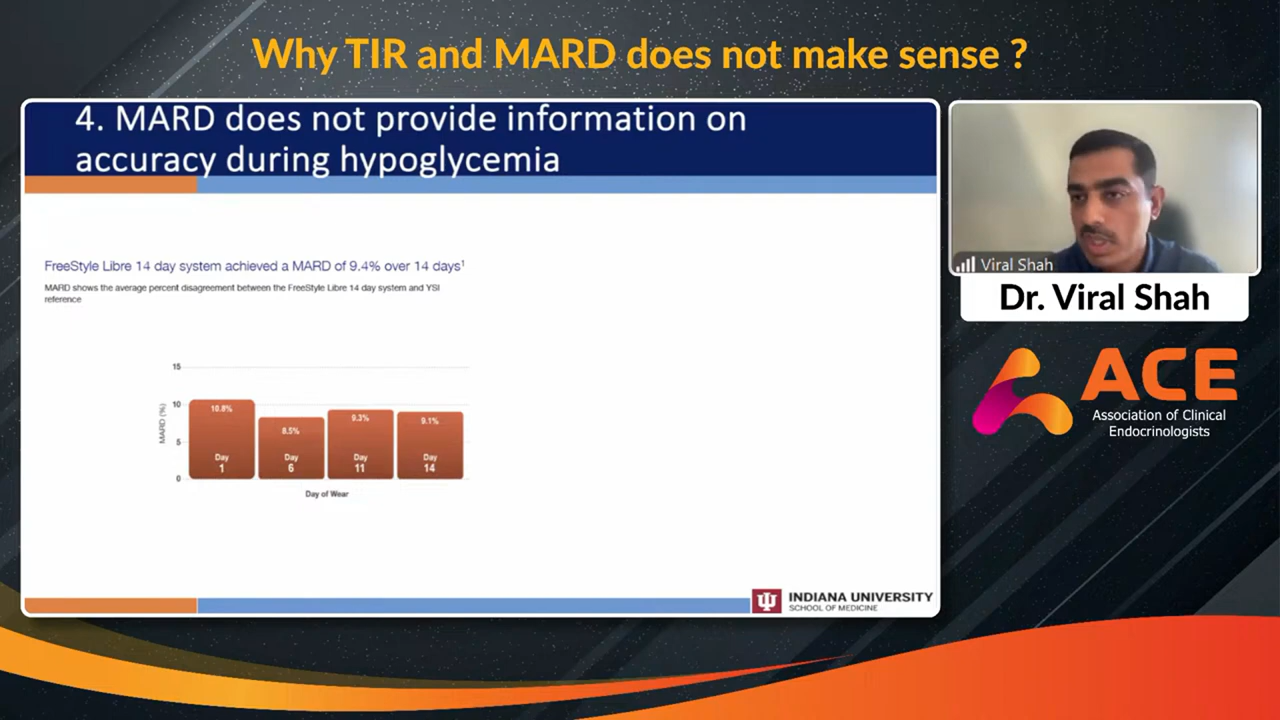 Why TIR and MARD does not make sense ?
4. MARD does not provide information on
accuracy during hypoglycemia
FreeStyle Libre 14 day system achieved a MARD of 9.4% over 14 days¹
MARD shows the average percent disagreement between the FreeStyle Libre 14 day system and YSI
reference
15
10
5
0
MARD (%)
10.8%
Day
1
8.5%
Day
6
9.3%
Day
11
9.1%
Day
14
Day of Wear
INDIANA UNIVERSITY
SCHOOL OF MEDICINE
Viral Shah
Dr. Viral Shah
ACE
Association of Clinical
Endocrinologists